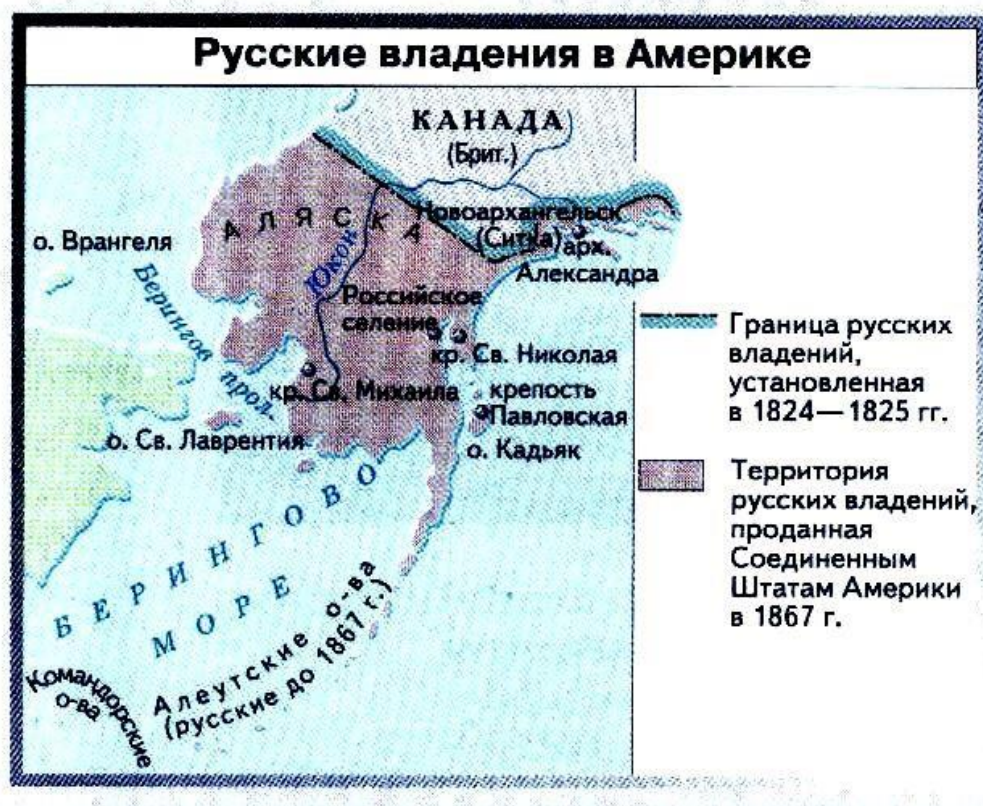 Русские владения в Америке
КАНАДА
(Брит.)
АЛЯСКА
Новоархангельск
(Ситка)
арх.
Александра
о. Врангеля
Берингов
прол.
Юкон
Российское
селение
кр. Св. Николая
кр. Св. Михаила
крепость
Павловская
о. Св. Лаврентия
о. Кадьяк
БЕРИНГОВО
МОРЕ
Алеутские о-ва
(русские до 1867 г.)
Командорские
о-ва
Граница русских
владений,
установленная
в 1824—1825 гг.
Территория
русских владений,
проданная
Соединенным
Штатам Америки
в 1867 г.